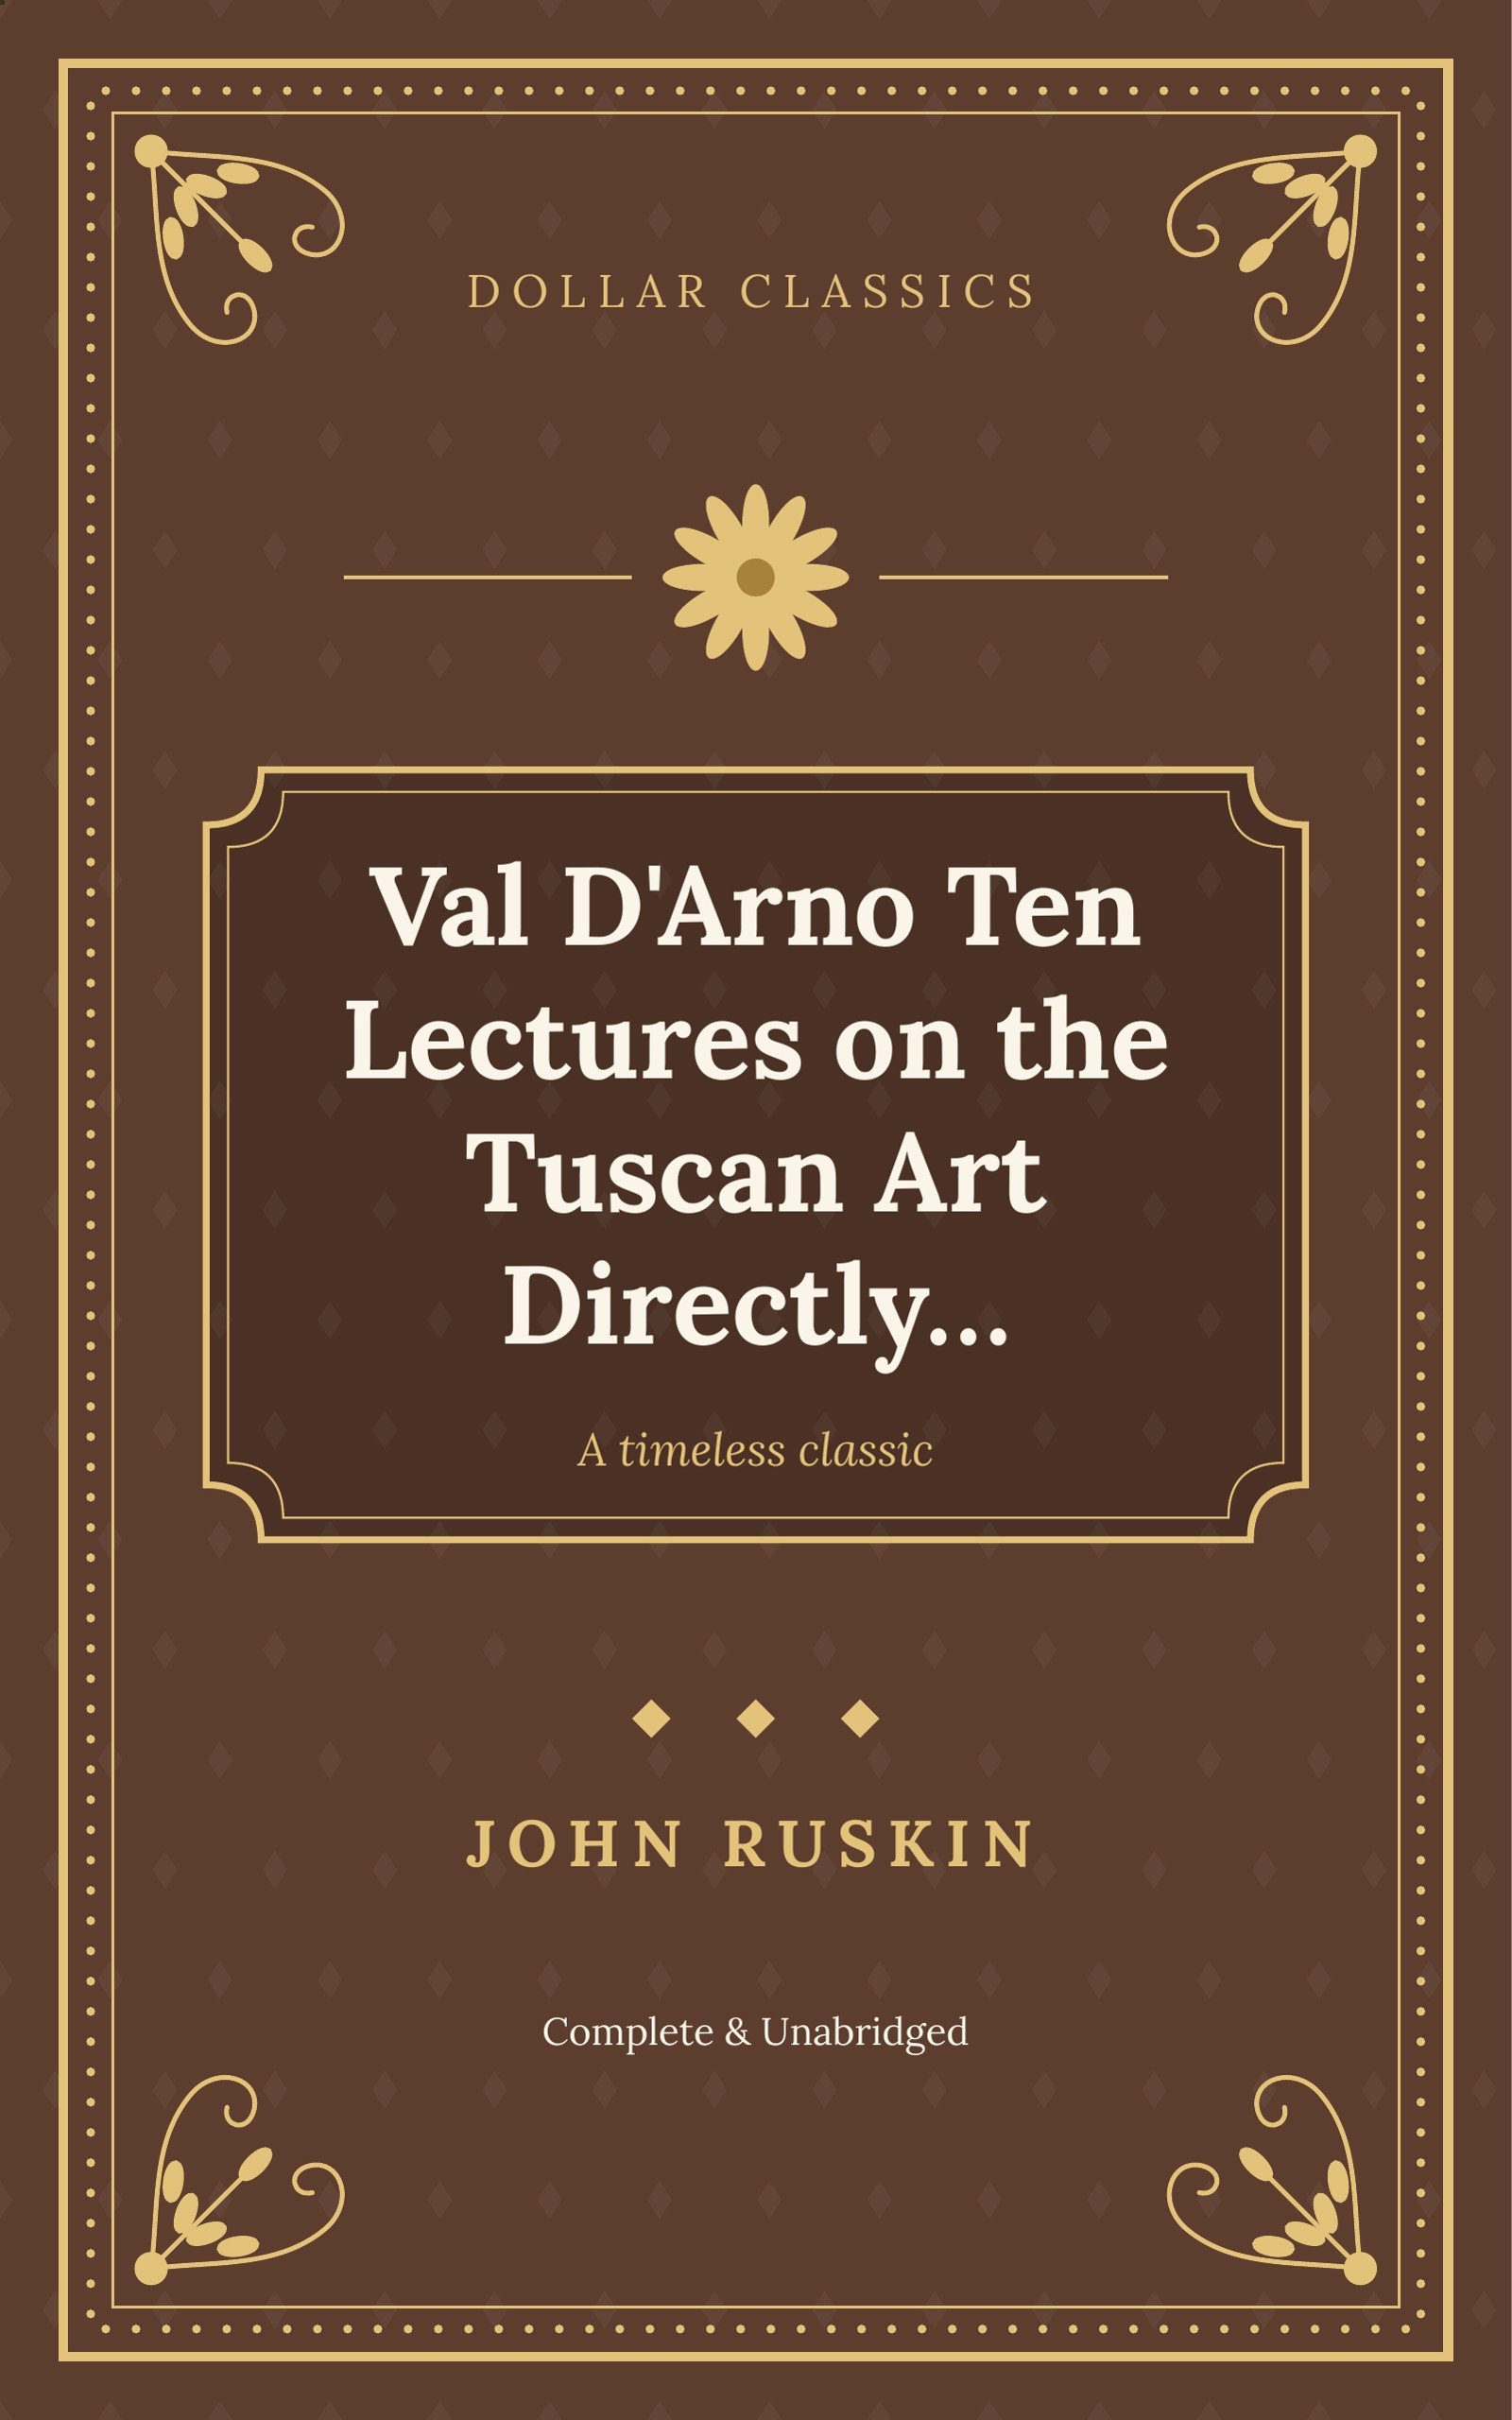 DOLLAR CLASSICS
Val D'Arno Ten
Lectures on the
Tuscan Art
Directly...
A timeless classic
JOHN RUSKIN
Complete & Unabridged